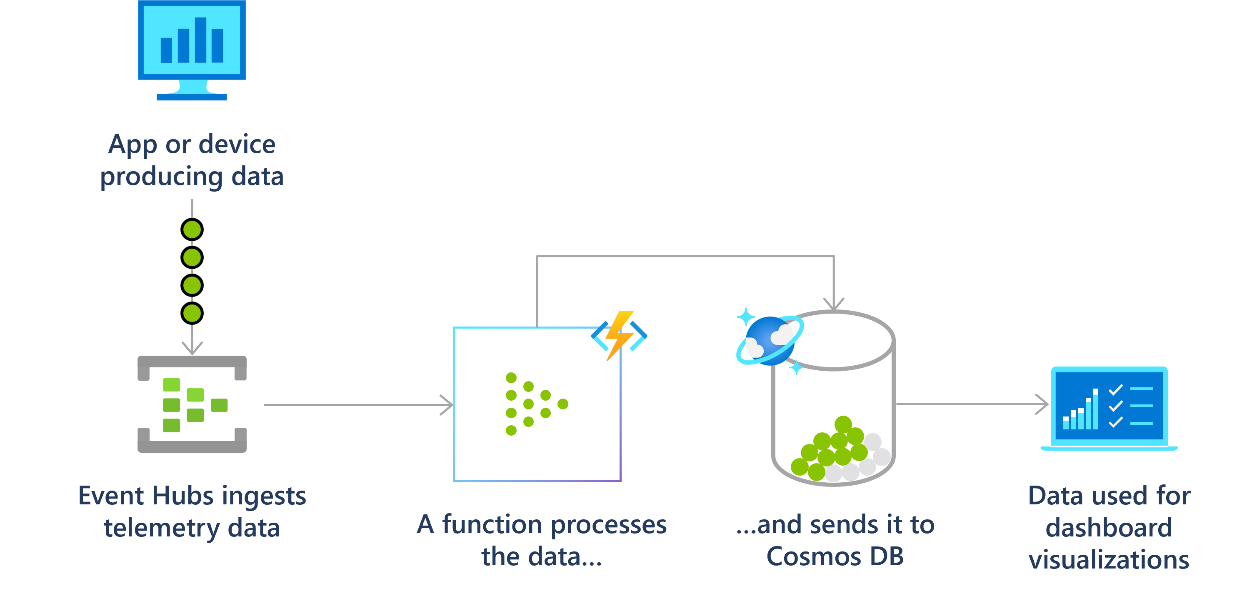 App or device
producing data
Event Hubs ingests
telemetry data
A function processes
the data...
...and sends it to
Cosmos DB
Data used for
dashboard
visualizations